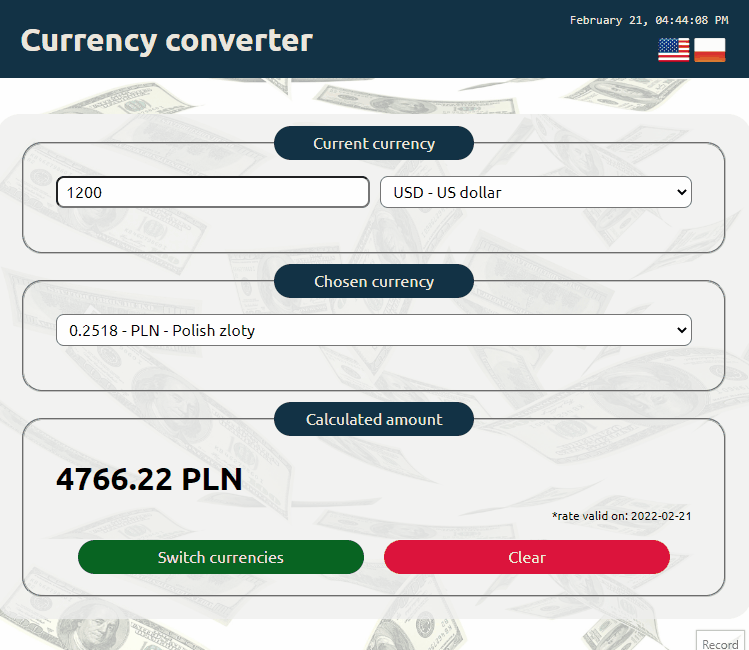 February 21, 04:44:08 PM
Currency converter
Current currency
1200
USD - US dollar
Chosen currency
0.2518 - PLN - Polish zloty
Calculated amount
4766.22 PLN
*rate valid on: 2022-02-21
Switch currencies
Clear
Record